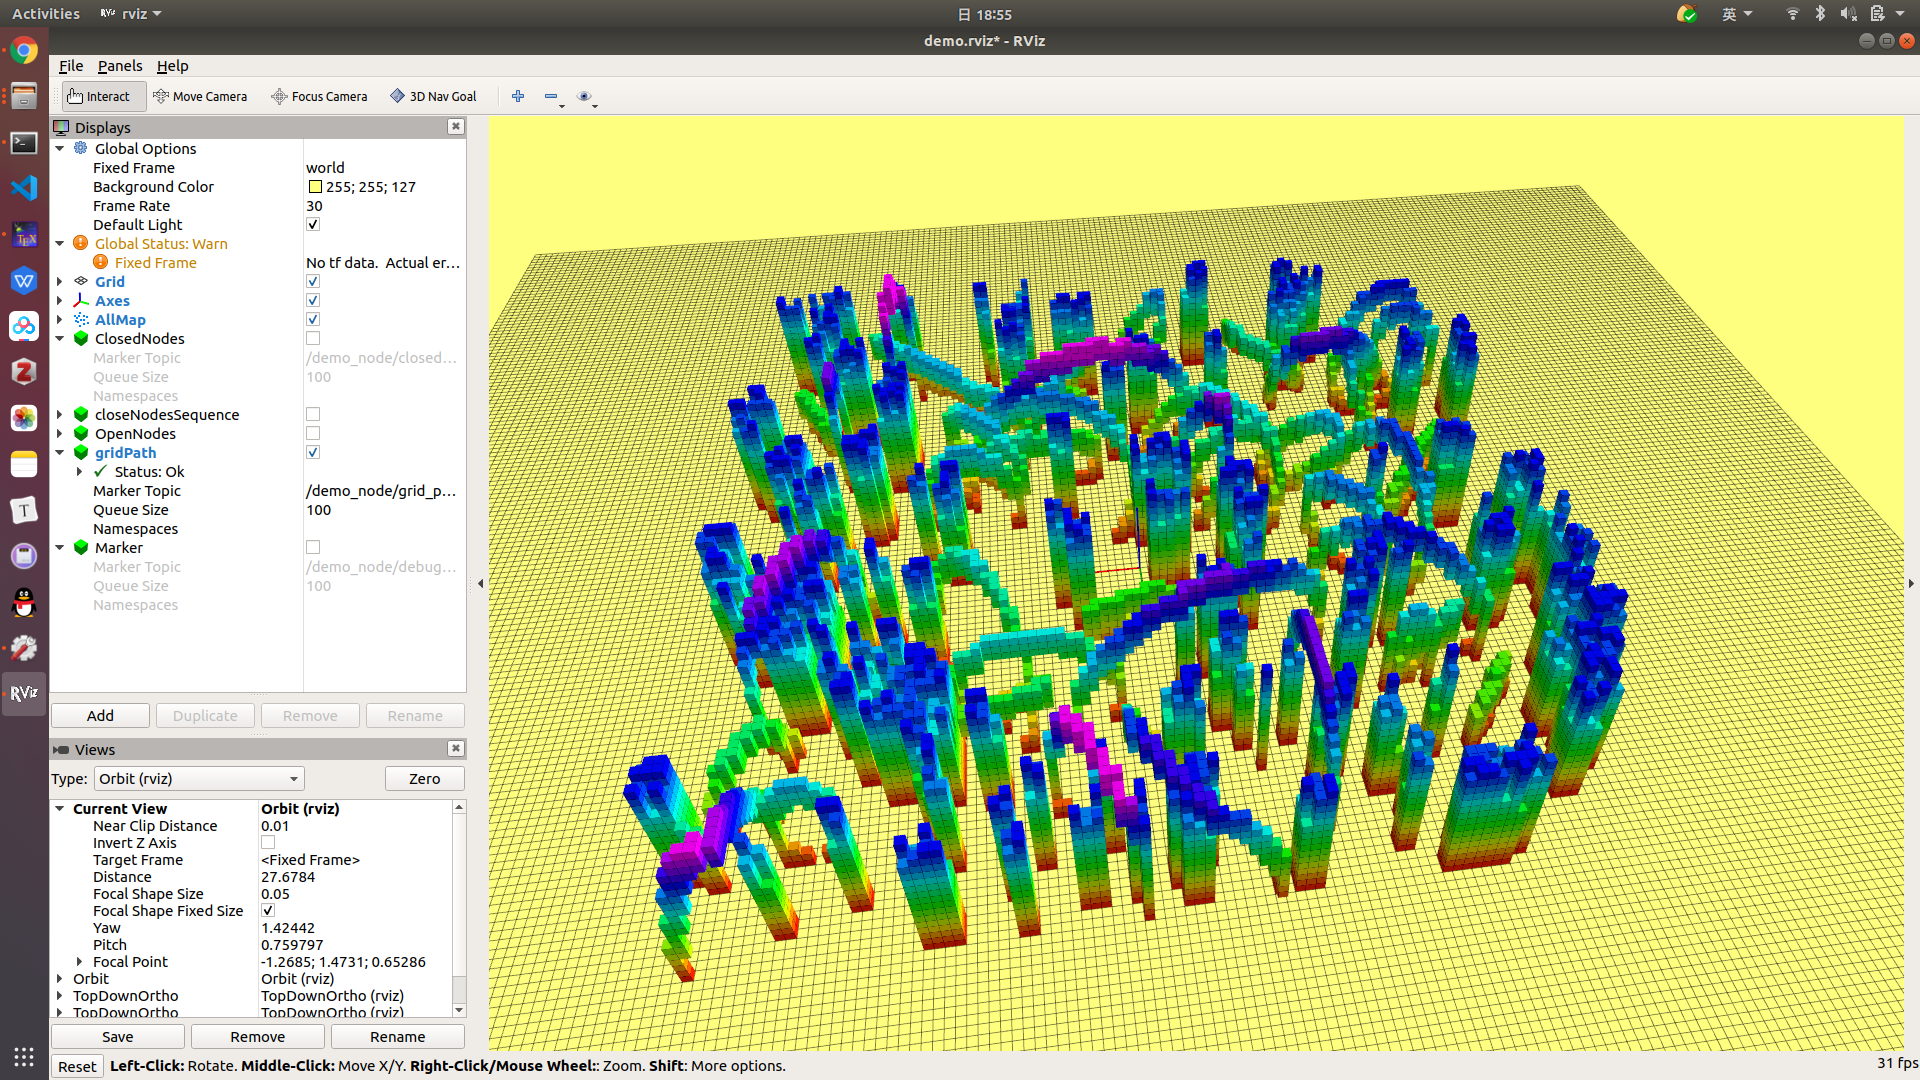 Activities
rviz
日 18:55
英
demo.rviz* - RViz
File Panels Help
Interact
Move Camera
Focus Camera
3D Nav Goal
Displays
Global Options
Fixed Frame world
Background Color 255; 255; 127
Frame Rate 30
Default Light
Global Status: Warn
Fixed Frame No tf data. Actual er...
Grid
Axes
AllMap
ClosedNodes
Marker Topic /demo_node/closed...
Queue Size 100
Namespaces
closeNodesSequence
OpenNodes
gridPath
Status: Ok
Marker Topic /demo_node/grid_p...
Queue Size 100
Namespaces
Marker
Marker Topic /demo_node/debug...
Queue Size 100
Namespaces
Add Duplicate Remove Rename
Views
Type: Orbit (rviz) Zero
Current View Orbit (rviz)
Near Clip Distance 0.01
Invert Z Axis
Target Frame <Fixed Frame>
Distance 27.6784
Focal Shape Size 0.05
Focal Shape Fixed Size
Yaw 1.42442
Pitch 0.759797
Focal Point -1.2685; 1.4731; 0.65286
Orbit Orbit (rviz)
TopDownOrtho TopDownOrtho (rviz)
TopDownOrtho TopDownOrtho (rviz)
Save Remove Rename
Reset Left-Click: Rotate. Middle-Click: Move X/Y. Right-Click/Mouse Wheel:: Zoom. Shift: More options.
31 fps